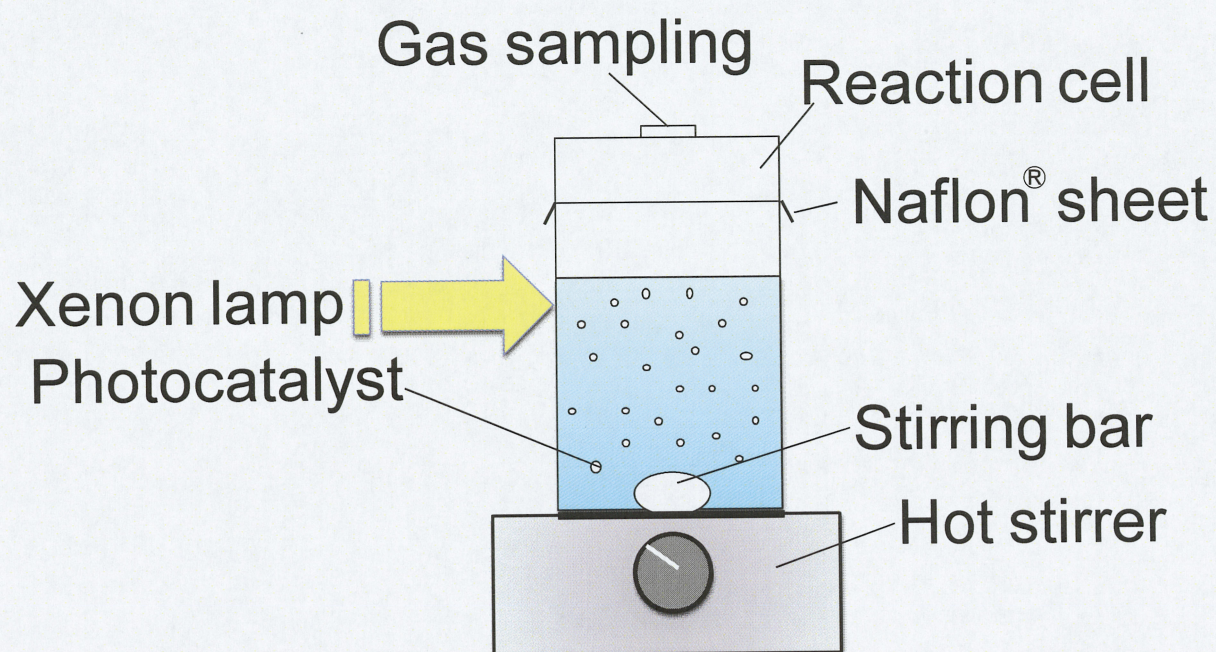 Gas sampling
Reaction cell
Naflon® sheet
Xenon lamp
Photocatalyst
Stirring bar
Hot stirrer